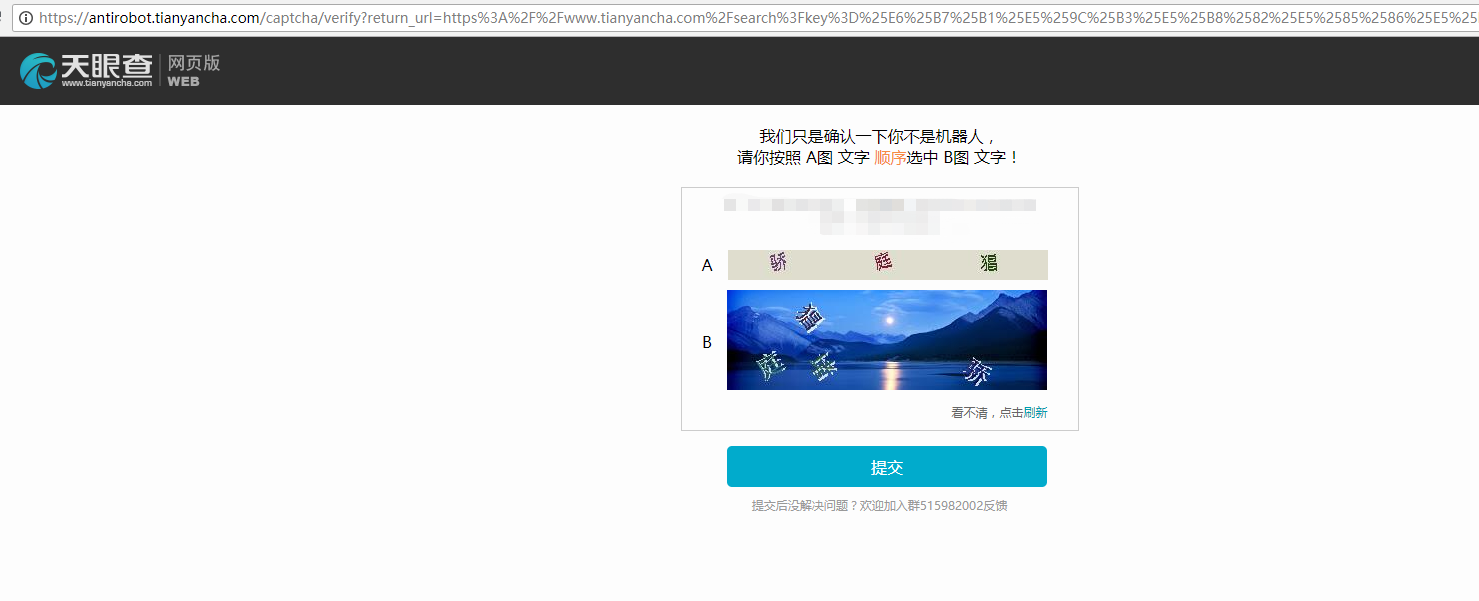 https://antirobot.tianyancha.com/captcha/verify?return_url=https%3A%2F%2Fwww.tianyancha.com%2Fsearch%3Fkey%3D%25E6%25B7%25B1%25E5%259C%25B3%25E5%25B8%2582%25E5%2585%2586%25E5%25
天眼查 网页版
www.tianyancha.com WEB
我们只是确认一下你不是机器人，
请你按照 A图 文字 顺序选中 B图 文字！
A 骄 庭
B
庭 骄
看不清，点击刷新
提交
提交后没解决问题？欢迎加入群515982002反馈